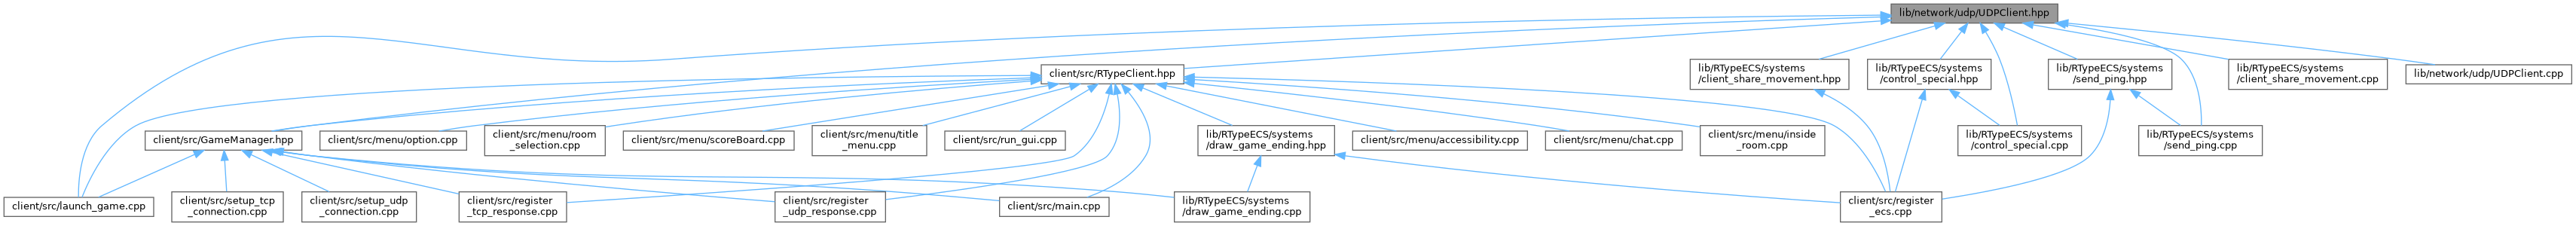 lib/network/udp/UDPClient.hpp
client/src/RTypeClient.hpp
lib/RTypeECS/systems
/client_share_movement.hpp
lib/RTypeECS/systems
/control_special.hpp
lib/RTypeECS/systems
/send_ping.hpp
lib/RTypeECS/systems
/client_share_movement.cpp
lib/network/udp/UDPClient.cpp
client/src/GameManager.hpp
client/src/menu/option.cpp
client/src/menu/room
_selection.cpp
client/src/menu/scoreBoard.cpp
client/src/menu/title
_menu.cpp
client/src/run_gui.cpp
lib/RTypeECS/systems
/draw_game_ending.hpp
client/src/menu/accessibility.cpp
client/src/menu/chat.cpp
client/src/menu/inside
_room.cpp
lib/RTypeECS/systems
/control_special.cpp
lib/RTypeECS/systems
/send_ping.cpp
client/src/launch_game.cpp
client/src/setup_tcp
_connection.cpp
client/src/setup_udp
_connection.cpp
client/src/register
_tcp_response.cpp
client/src/register
_udp_response.cpp
client/src/main.cpp
lib/RTypeECS/systems
/draw_game_ending.cpp
client/src/register
_ecs.cpp